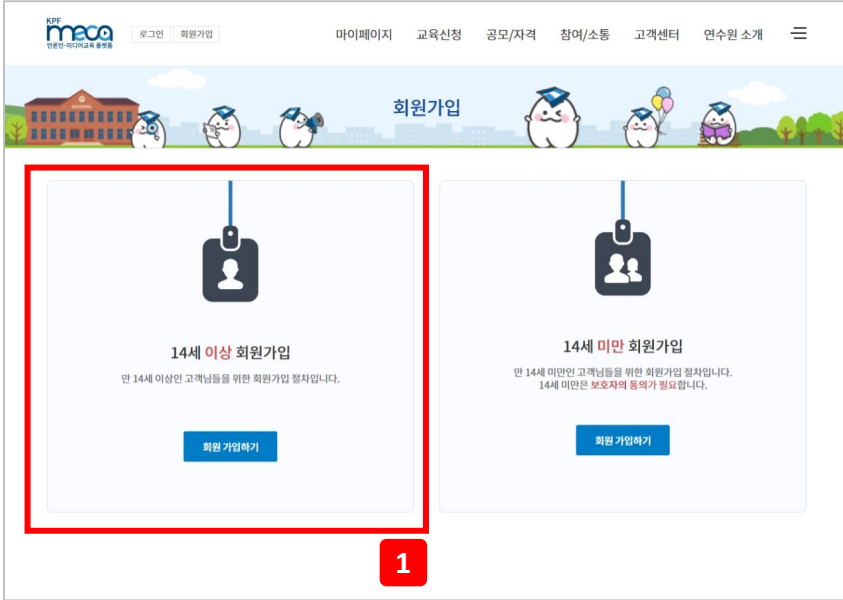 KPF
meca
언론인·미디어교육 플랫폼
로그인 회원가입
마이페이지 교육신청 공모/자격 참여/소통 고객센터 연수원 소개
SCHOOL
회원가입
14세 이상 회원가입
만 14세 이상인 고객님들을 위한 회원가입 절차입니다.
회원 가입하기
14세 미만 회원가입
만 14세 미만인 고객님들을 위한 회원가입 절차입니다.
14세 미만은 보호자의 동의가 필요합니다.
회원 가입하기
1